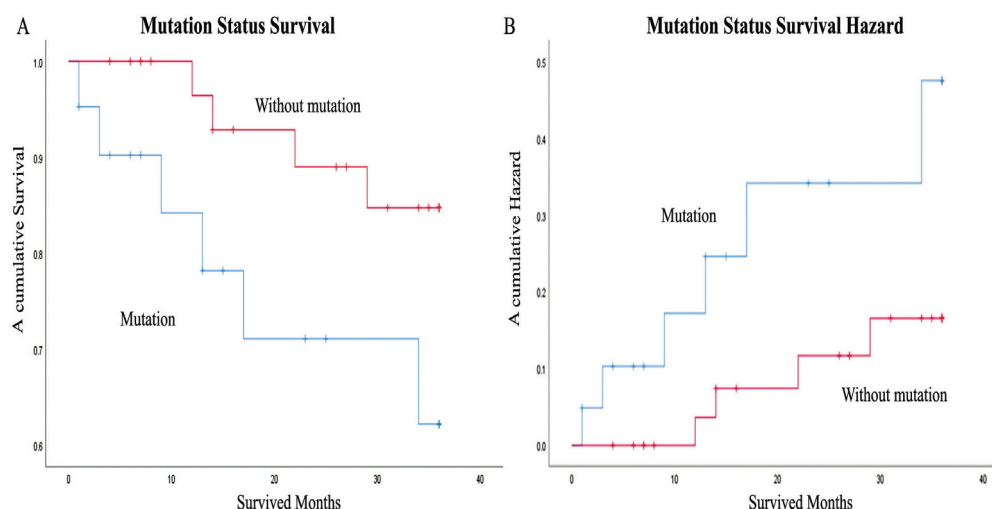 A
Mutation Status Survival
A cumulative Survival
1.0
0.9
0.8
0.7
0.6
Without mutation
Mutation
0
10
20
30
40
Survived Months
B
Mutation Status Survival Hazard
A cumulative Hazard
0.5
0.4
0.3
0.2
0.1
0.0
Mutation
Without mutation
0
10
20
30
40
Survived Months